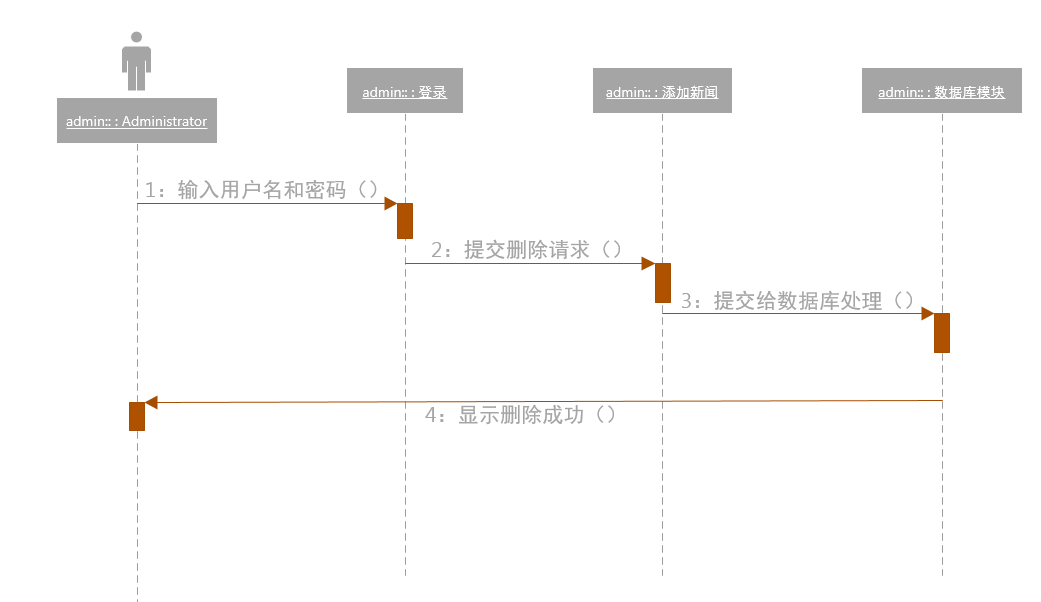 admin:: : Administrator
admin:: : 登录
admin:: : 添加新闻
admin:: : 数据库模块
1：输入用户名和密码（）
2：提交删除请求（）
3：提交给数据库处理（）
4：显示删除成功（）